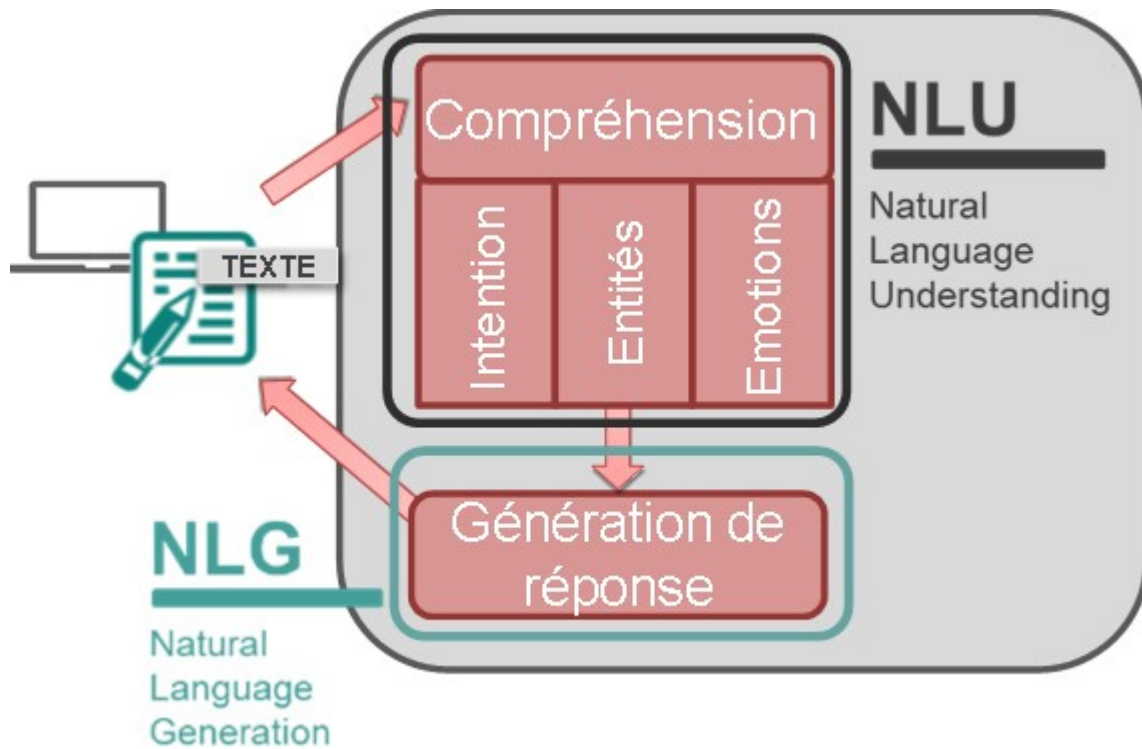 Compréhension
NLU
Natural
Language
Understanding
TEXTE
Intention
Entités
Emotions
Génération de
réponse
NLG
Natural
Language
Generation